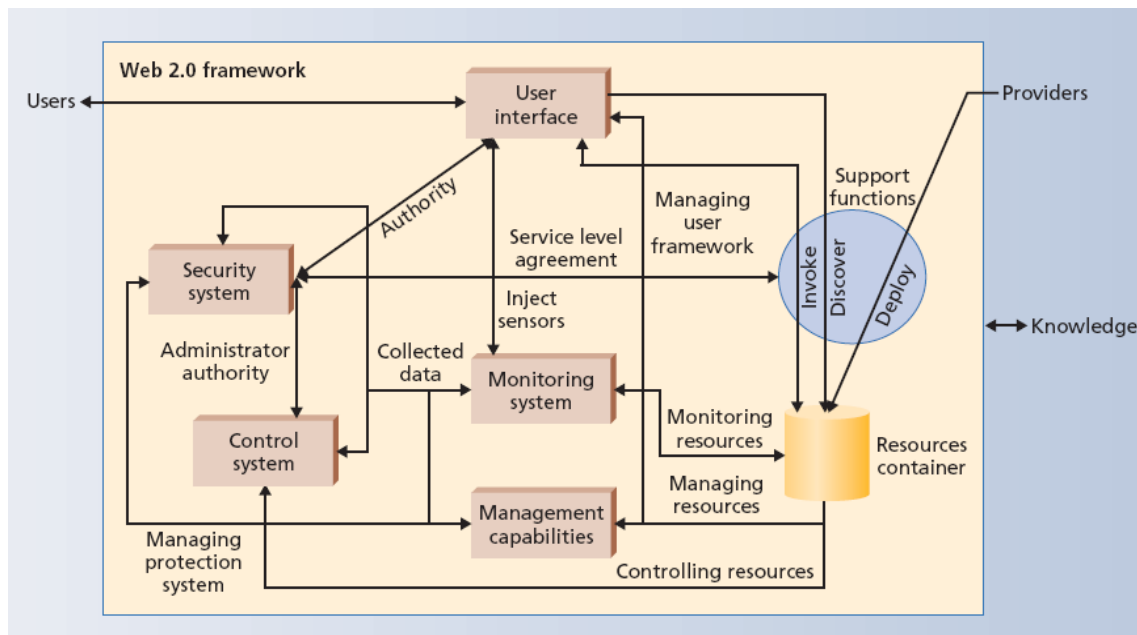 Web 2.0 framework
Users
User
interface
Providers
Authority
Managing
user
framework
Support
functions
Service level
agreement
Security
system
Invoke
Discover
Deploy
Inject
sensors
Knowledge
Administrator
authority
Collected
data
Monitoring
system
Monitoring
resources
Control
system
Resources
container
Managing
resources
Management
capabilities
Managing
protection
system
Controlling resources